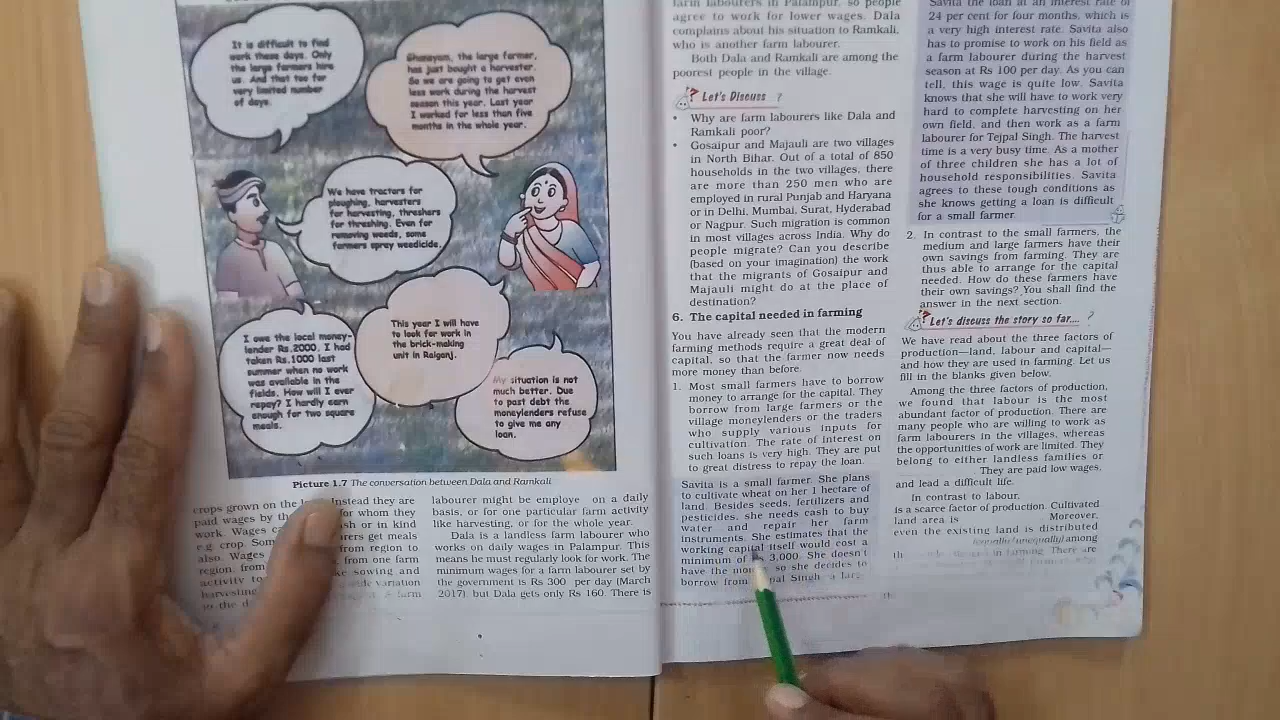 It is difficult to find
work these days. Only
the large farmers hire
us. And that too for
very limited number
of days.
Ghanayam, the large farmer,
has just bought a harvester.
So we are going to get even
less work during the harvest
season this year. Last year
I worked for less than five
months in the whole year.
We have tractors for
ploughing, harvesters
for harvesting, threshers
for thrashing. Even for
removing weeds, some
farmers spray weedicide.
I owe the local money-
lender Rs.2000. I had
taken Rs.1000 last
summer when no work
was available in the
fields. How will I ever
repay? I hardly earn
enough for two square
meals.
This year I will have
to look for work in
the brick-making
unit in Raiganj.
My situation is not
much better. Due
to past debt the
moneylenders refuse
to give me any
loan.
Picture 1.7 The conversation between Dala and Ramkali
crops grown on the Instead they are
paid wages by the for whom they
work. Wages ca sh or in kind
e.g. crop. Som rers get meals
also. Wages from region to
region, from from one farm
activity to sowing and
harvesting. wide variation
farm
labourer might be employe on a daily
basis, or for one particular farm activity
like harvesting, or for the whole year.
Dala is a landless farm labourer who
works on daily wages in Palampur. This
means he must regularly look for work. The
minimum wages for a farm labourer set by
the government is Rs 300 per day (March
2017), but Dala gets only Rs 160. There is
farm labourers in Palampur, so people
agree to work for lower wages. Dala
complains about his situation to Ramkali,
who is another farm labourer.
Both Dala and Ramkali are among the
poorest people in the village.
Let's Discuss
• Why are farm labourers like Dala and
Ramkali poor?
• Gosaipur and Majauli are two villages
in North Bihar. Out of a total of 850
households in the two villages, there
are more than 250 men who are
employed in rural Punjab and Haryana
or in Delhi, Mumbai, Surat, Hyderabad
or Nagpur. Such migration is common
in most villages across India. Why do
people migrate? Can you describe
(based on your imagination) the work
that the migrants of Gosaipur and
Majauli might do at the place of
destination?
6. The capital needed in farming
You have already seen that the modern
farming methods require a great deal of
capital, so that the farmer now needs
more money than before.
1. Most small farmers have to borrow
money to arrange for the capital. They
borrow from large farmers or the
village moneylenders or the traders
who supply various inputs for
cultivation. The rate of interest on
such loans is very high. They are put
to great distress to repay the loan.
Savita is a small farmer. She plans
to cultivate wheat on her 1 hectare of
land. Besides seeds, fertilizers and
pesticides, she needs cash to buy
water and repair her farm
instruments. She estimates that the
working capital itself would cost a
minimum of Rs 3,000. She doesn't
have the money, so she decides to
borrow from Singh, a large
Savita the loan at an interest rate of
24 per cent for four months, which is
a very high interest rate. Savita also
has to promise to work on his field as
a farm labourer during the harvest
season at Rs 100 per day. As you can
tell, this wage is quite low. Savita
knows that she will have to work very
hard to complete harvesting on her
own field, and then work as a farm
labourer for Tejpal Singh. The harvest
time is a very busy time. As a mother
of three children she has a lot of
household responsibilities. Savita
agrees to these tough conditions as
she knows getting a loan is difficult
for a small farmer.
2. In contrast to the small farmers, the
medium and large farmers have their
own savings from farming. They are
thus able to arrange for the capital
needed. How do these farmers have
their own savings? You shall find the
answer in the next section.
Let's discuss the story so far....
We have read about the three factors of
production—land, labour and capital—
and how they are used in farming. Let us
fill in the blanks given below.
Among the three factors of production,
we found that labour is the most
abundant factor of production. There are
many people who are willing to work as
farm labourers in the villages, whereas
the opportunities of work are limited. They
belong to either landless families or
They are paid low wages,
and lead a difficult life.
In contrast to labour,
is a scarce factor of production. Cultivated
land area is Moreover,
even the existing land is distributed
(equally/unequally) among
in farming. There are